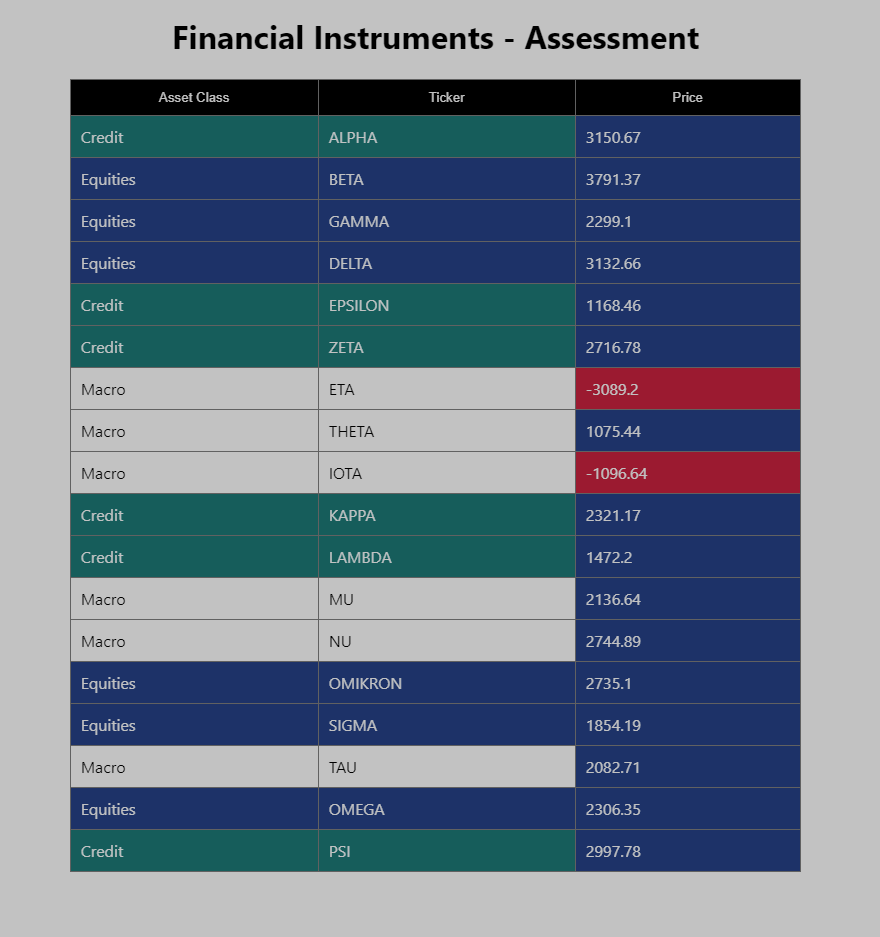 Financial Instruments - Assessment
Asset Class Ticker Price
Credit ALPHA 3150.67
Equities BETA 3791.37
Equities GAMMA 2299.1
Equities DELTA 3132.66
Credit EPSILON 1168.46
Credit ZETA 2716.78
Macro ETA -3089.2
Macro THETA 1075.44
Macro IOTA -1096.64
Credit KAPPA 2321.17
Credit LAMBDA 1472.2
Macro MU 2136.64
Macro NU 2744.89
Equities OMIKRON 2735.1
Equities SIGMA 1854.19
Macro TAU 2082.71
Equities OMEGA 2306.35
Credit PSI 2997.78